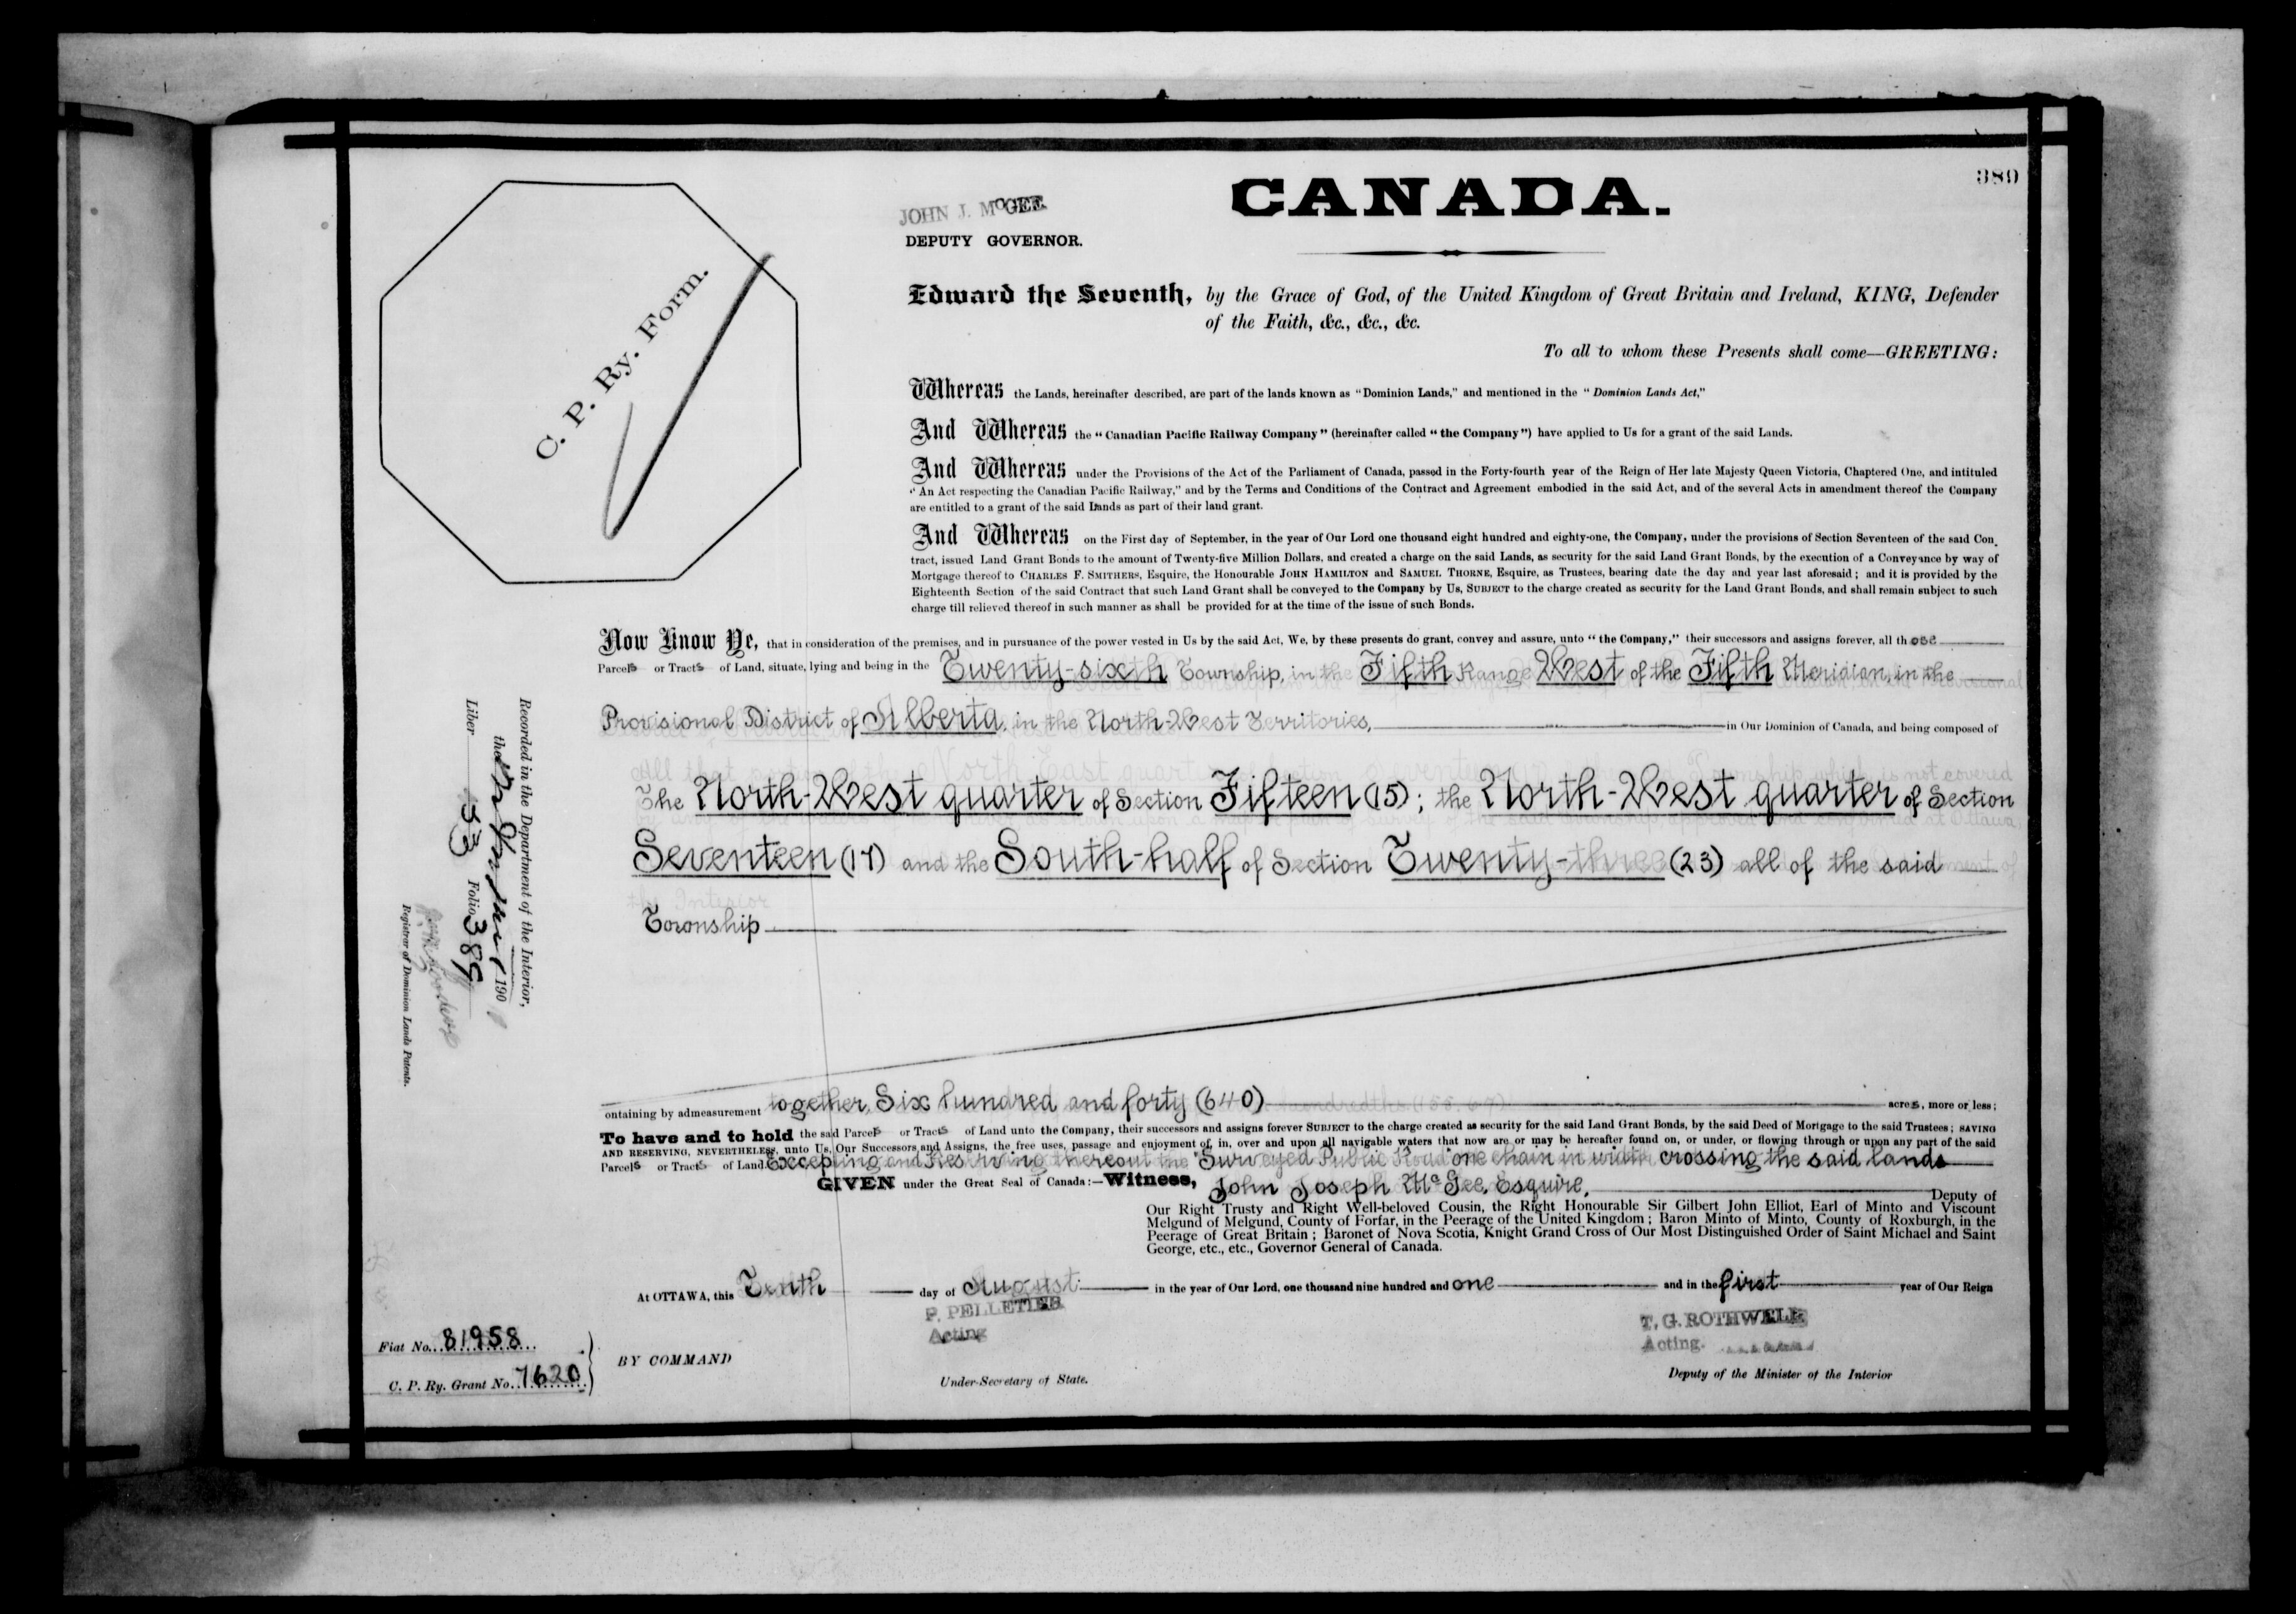 389
CANADA.
JOHN J. McGEE.
DEPUTY GOVERNOR.
C. P. Ry. Form.
Edward the Seventh, by the Grace of God, of the United Kingdom of Great Britain and Ireland, KING, Defender
of the Faith, &c., &c., &c.
To all to whom these Presents shall come—GREETING:
Whereas the Lands, hereinafter described, are part of the lands known as "Dominion Lands," and mentioned in the "Dominion Lands Act,"
And Whereas the "Canadian Pacific Railway Company" (hereinafter called "the Company") have applied to Us for a grant of the said Lands.
And Whereas under the Provisions of the Act of the Parliament of Canada, passed in the Forty-fourth year of the Reign of Her late Majesty Queen Victoria, Chaptered One, and intituled
"An Act respecting the Canadian Pacific Railway," and by the Terms and Conditions of the Contract and Agreement embodied in the said Act, and of the several Acts in amendment thereof the Company
are entitled to a grant of the said Lands as part of their land grant.
And Whereas on the First day of September, in the year of Our Lord one thousand eight hundred and eighty-one, the Company, under the provisions of Section Seventeen of the said Con-
tract, issued Land Grant Bonds to the amount of Twenty-five Million Dollars, and created a charge on the said Lands, as security for the said Land Grant Bonds, by the execution of a Conveyance by way of
Mortgage thereof to CHARLES F. SMITHERS, Esquire, the Honourable JOHN HAMILTON and SAMUEL THORNE, Esquire, as Trustees, bearing date the day and year last aforesaid; and it is provided by the
Eighteenth Section of the said Contract that such Land Grant shall be conveyed to the Company by Us, SUBJECT to the charge created as security for the Land Grant Bonds, and shall remain subject to such
charge till relieved thereof in such manner as shall be provided for at the time of the issue of such Bonds.
Now Know Ye, that in consideration of the premises, and in pursuance of the power vested in Us by the said Act, We, by these presents do grant, convey and assure, unto "the Company," their successors and assigns forever, all those
Parcels or Tracts of Land, situate, lying and being in the Twenty-sixth Township, in the Fifth Range West of the Fifth Meridian, in the
Provisional District of Alberta, in the North-West Territories, in Our Dominion of Canada, and being composed of
The North-West quarter of Section Fifteen (15); the North-West quarter of Section
Seventeen (17) and the South-half of Section Twenty-three (23) all of the said
Township
ontaining by admeasurement together, Six hundred and forty (640) acres, more or less;
To have and to hold the said Parcels or Tracts of Land unto the Company, their successors and assigns forever SUBJECT to the charge created as security for the said Land Grant Bonds, by the said Deed of Mortgage to the said Trustees; SAVING
AND RESERVING, NEVERTHELESS, unto Us, Our Successors and Assigns, the free uses, passage and enjoyment of, in, over and upon all navigable waters that now are or may be hereafter found on, or under, or flowing through or upon any part of the said
Parcels or Tracts of Land. Excepting and Reserving thereout the "Surveyed Public Road" one chain in width crossing the said lands
GIVEN under the Great Seal of Canada:—Witness, John Joseph McGee, Esquire, Deputy of
Our Right Trusty and Right Well-beloved Cousin, the Right Honourable Sir Gilbert John Elliot, Earl of Minto and Viscount
Melgund of Melgund, County of Forfar, in the Peerage of the United Kingdom; Baron Minto of Minto, County of Roxburgh, in the
Peerage of Great Britain; Baronet of Nova Scotia, Knight Grand Cross of Our Most Distinguished Order of Saint Michael and Saint
George, etc., etc., Governor General of Canada.
At OTTAWA, this Tenth day of August in the year of Our Lord, one thousand nine hundred and one and in the first year of Our Reign
P. PELLETIER
Acting
Under-Secretary of State.
T. G. ROTHWELL
Acting.
Deputy of the Minister of the Interior
BY COMMAND
Fiat No. 81958
C. P. Ry. Grant No. 7620
Recorded in the Department of the Interior,
the 190
Liber 53 Folio 389
Registrar of Dominion Lands Patents.